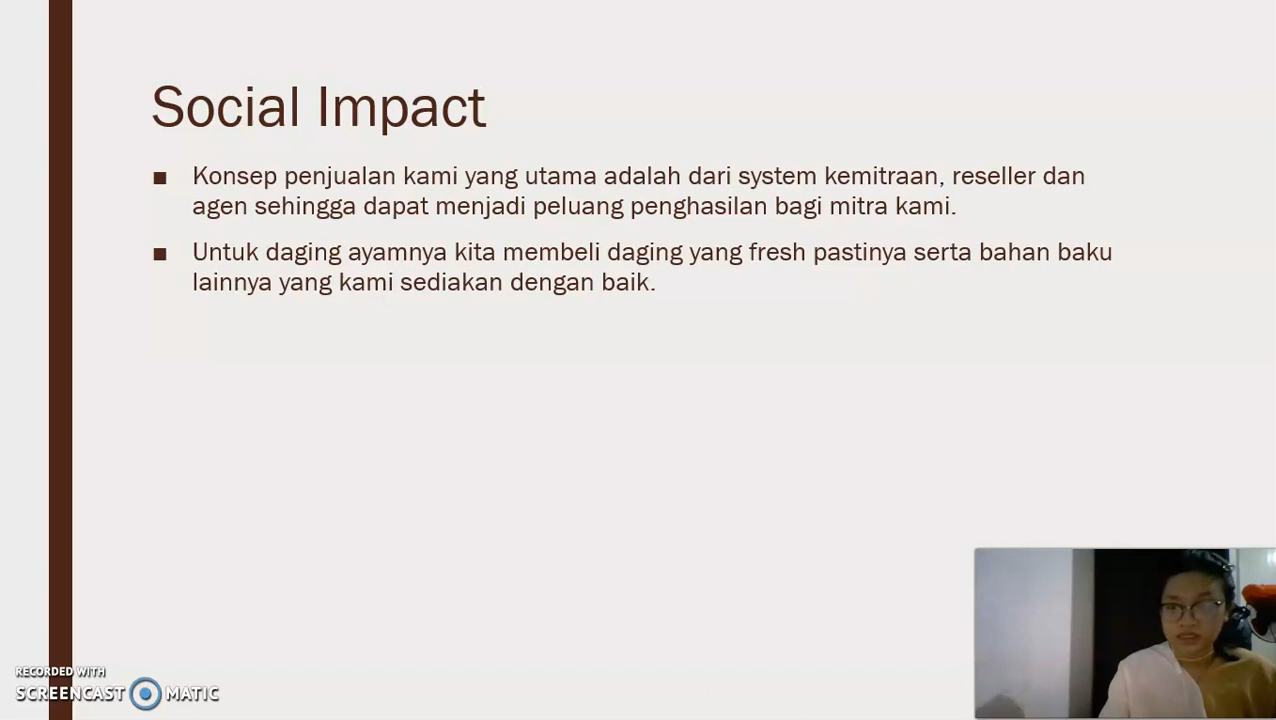 Social Impact
Konsep penjualan kami yang utama adalah dari system kemitraan, reseller dan
agen sehingga dapat menjadi peluang penghasilan bagi mitra kami.
Untuk daging ayamnya kita membeli daging yang fresh pastinya serta bahan baku
lainnya yang kami sediakan dengan baik.
RECORDED WITH
SCREENCAST MATIC